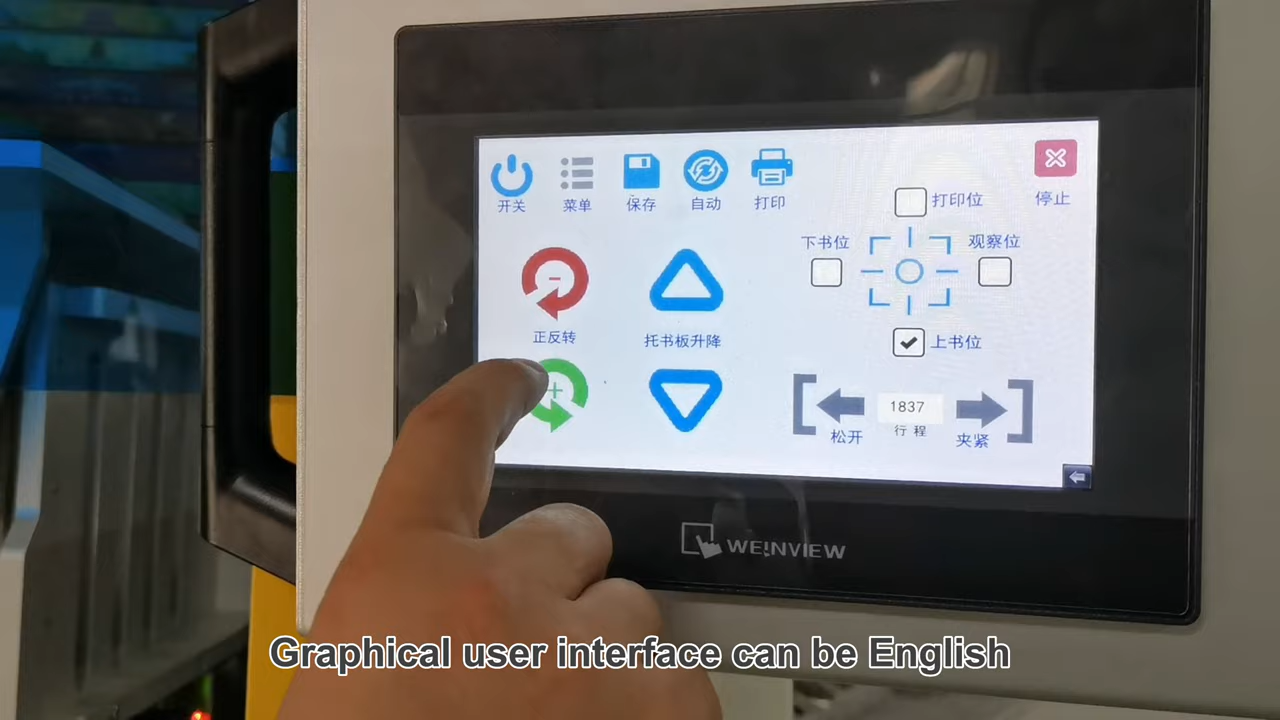 开关
菜单
保存
自动
打印
停止
打印位
下书位
观察位
正反转
托书板升降
上书位
1837
行程
松开
夹紧
WEINVIEW
Graphical user interface can be English